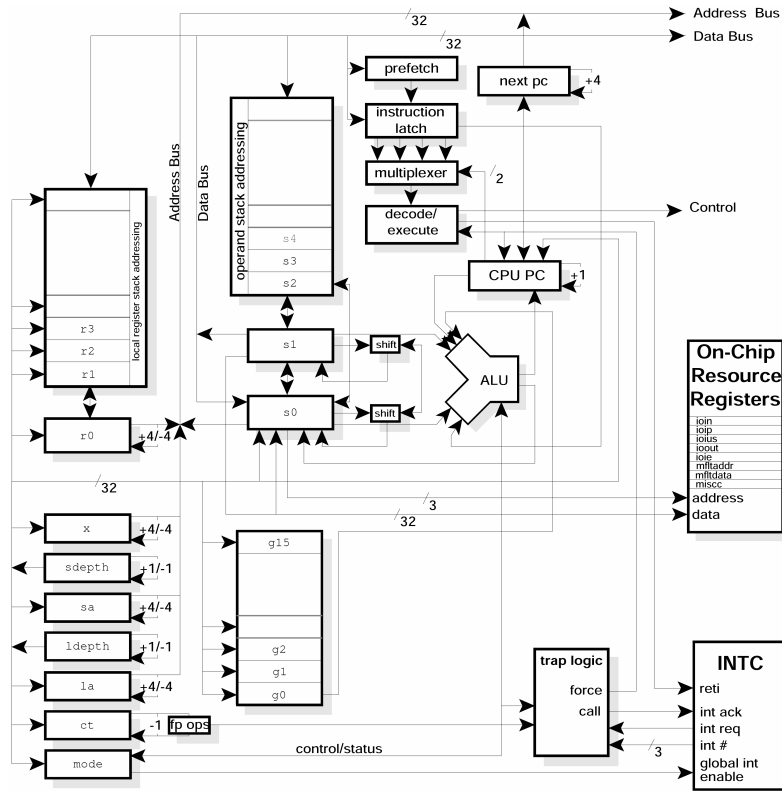 32
Address Bus
32
Data Bus
prefetch
next pc
+4
instruction
latch
Address Bus
Data Bus
operand stack addressing
multiplexer
2
decode/
execute
Control
local register stack addressing
s4
s3
s2
CPU PC
+1
r3
r2
r1
s1
shift
ALU
On-Chip
Resource
Registers
r0
+4/-4
s0
shift
ioin
ioip
ioius
ioout
ioie
mfltaddr
mfltdata
miscc
32
3
address
32
data
x
+4/-4
g15
sdepth
+1/-1
sa
+4/-4
ldepth
+1/-1
g2
g1
g0
la
+4/-4
ct
-1
fp ops
mode
control/status
trap logic
force
call
INTC
reti
int ack
int req
int #
3
global int
enable